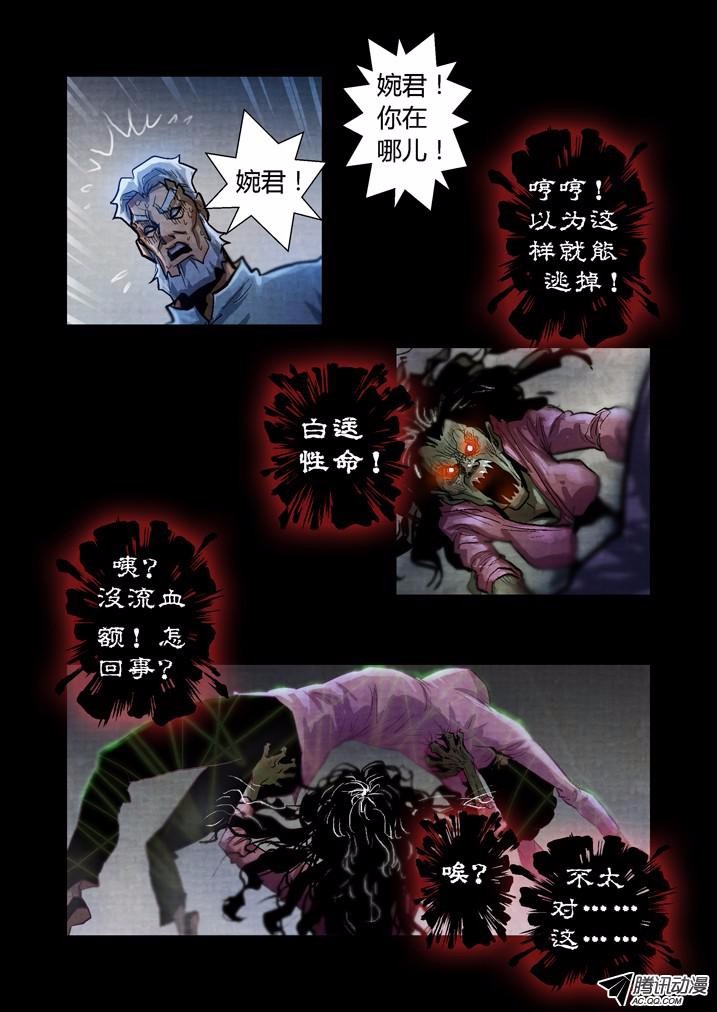 婉君！
婉君！
你在
哪儿！
哼哼！
以为这
样就能
逃掉！
白送
性命！
咦？
沒流血
额！怎
回事？
唉？
不太
对……
这……
腾讯动漫
AC.QQ.COM